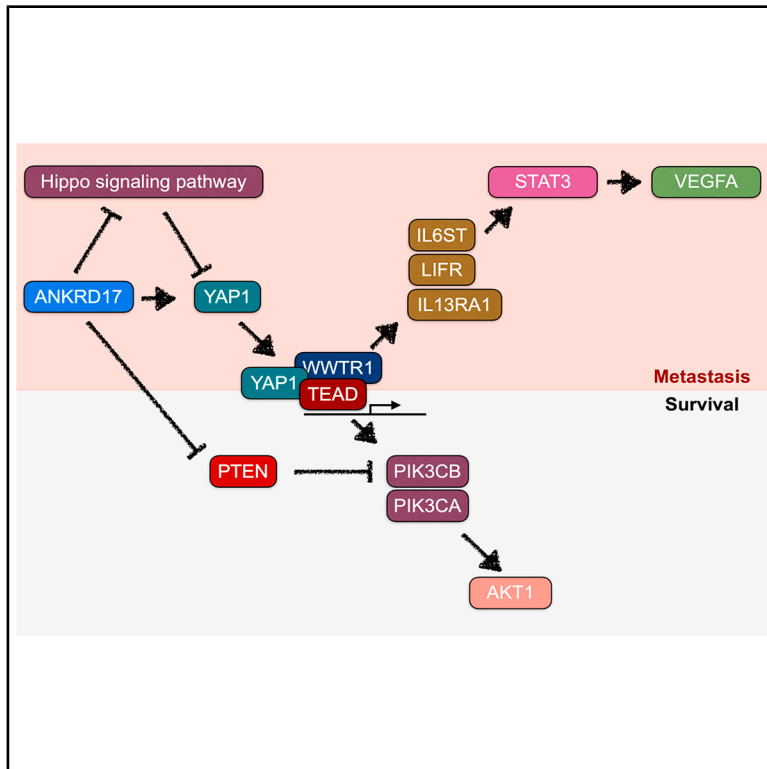 Hippo signaling pathway
STAT3
VEGFA
IL6ST
LIFR
IL13RA1
ANKRD17
YAP1
WWTR1
YAP1
TEAD
Metastasis
Survival
PTEN
PIK3CB
PIK3CA
AKT1